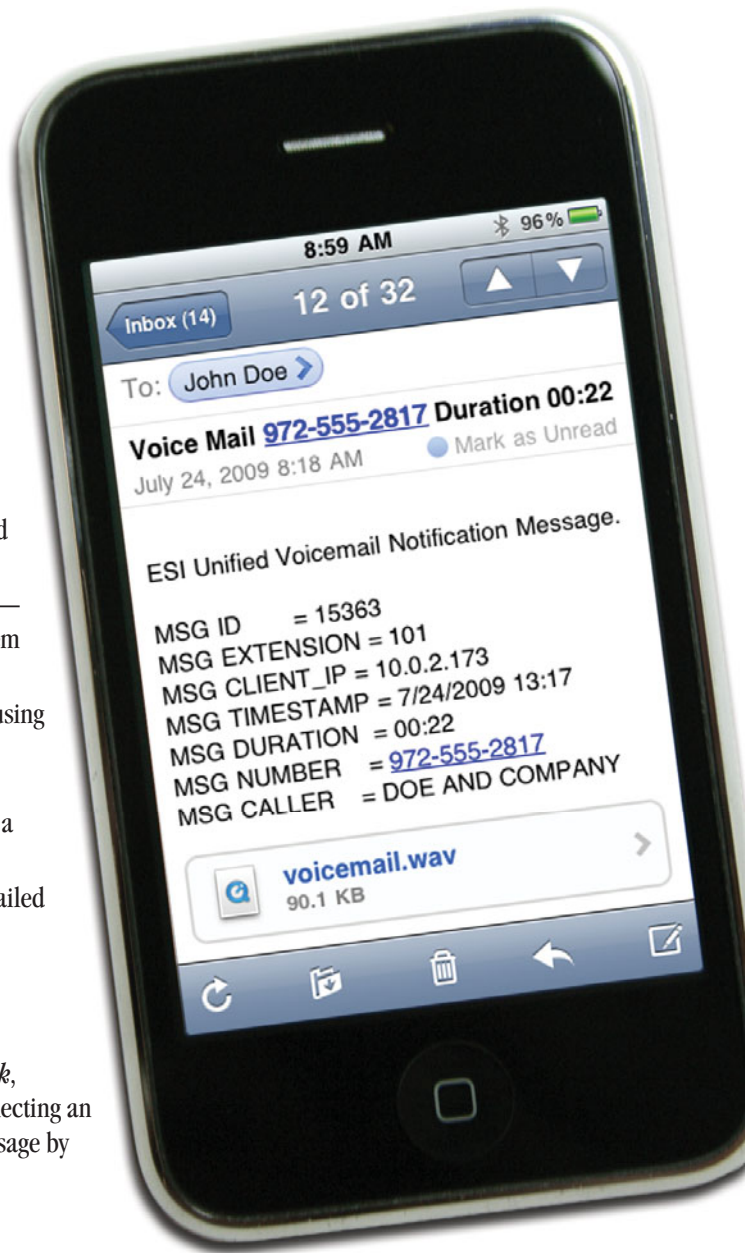 8:59 AM 96%
Inbox (14) 12 of 32
To: John Doe
Voice Mail 972-555-2817 Duration 00:22
July 24, 2009 8:18 AM Mark as Unread
ESI Unified Voicemail Notification Message.
MSG ID = 15363
MSG EXTENSION = 101
MSG CLIENT_IP = 10.0.2.173
MSG TIMESTAMP = 7/24/2009 13:17
MSG DURATION = 00:22
MSG NUMBER = 972-555-2817
MSG CALLER = DOE AND COMPANY
voicemail.wav
90.1 KB
a
by